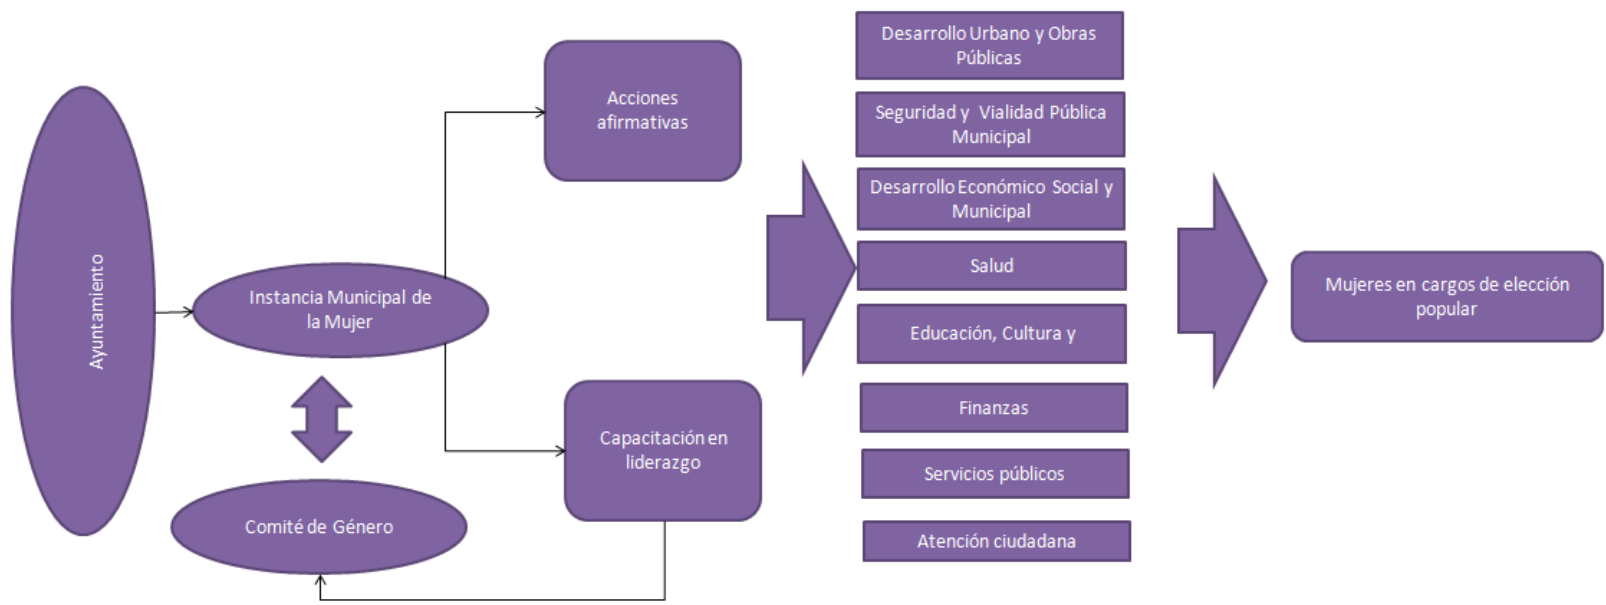 Ayuntamiento
Instancia Municipal de
la Mujer
Comité de Género
Acciones
afirmativas
Capacitación en
liderazgo
Desarrollo Urbano y Obras
Públicas
Seguridad y Vialidad Pública
Municipal
Desarrollo Económico Social y
Municipal
Salud
Educación, Cultura y
Finanzas
Servicios públicos
Atención ciudadana
Mujeres en cargos de elección
popular